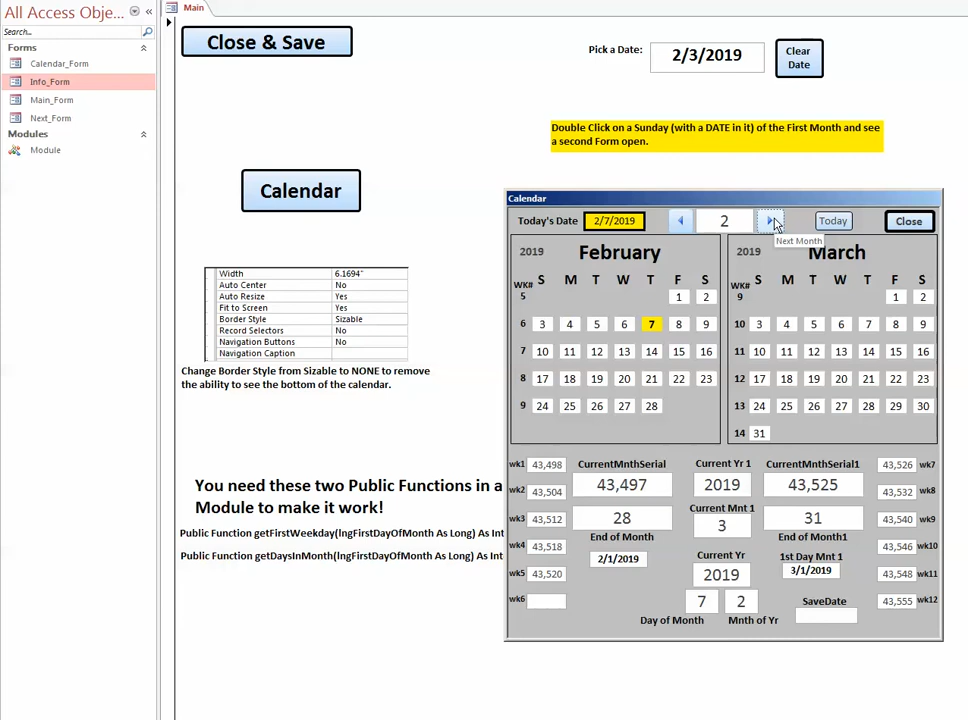 All Access Obje...
«
Main
Search...
Forms
Calendar_Form
Info_Form
Main_Form
Next_Form
Modules
Module
Close & Save
Pick a Date:
2/3/2019
Clear
Date
Double Click on a Sunday (with a DATE in it) of the First Month and see
a second Form open.
Calendar
Width 6.1694"
Auto Center No
Auto Resize Yes
Fit to Screen Yes
Border Style Sizable
Record Selectors No
Navigation Buttons No
Navigation Caption
Change Border Style from Sizable to NONE to remove
the ability to see the bottom of the calendar.
You need these two Public Functions in a
Module to make it work!
Public Function getFirstWeekday(lngFirstDayOfMonth As Long) As Int
Public Function getDaysInMonth(lngFirstDayOfMonth As Long) As Int
Calendar
Today's Date 2/7/2019 2 Today Close
Next Month
2019 February
WK# S M T W T F S
5 1 2
6 3 4 5 6 7 8 9
7 10 11 12 13 14 15 16
8 17 18 19 20 21 22 23
9 24 25 26 27 28
2019 March
WK# S M T W T F S
9 1 2
10 3 4 5 6 7 8 9
11 10 11 12 13 14 15 16
12 17 18 19 20 21 22 23
13 24 25 26 27 28 29 30
14 31
wk1 43,498
wk2 43,504
wk3 43,512
wk4 43,518
wk5 43,520
wk6
CurrentMnthSerial
43,497
28
End of Month
2/1/2019
Current Yr 1
2019
Current Mnt 1
3
Current Yr
2019
7 2
Day of Month Mnth of Yr
CurrentMnthSerial1
43,525
31
End of Month1
1st Day Mnt 1
3/1/2019
SaveDate
43,526 wk7
43,532 wk8
43,540 wk9
43,546 wk10
43,548 wk11
43,555 wk12